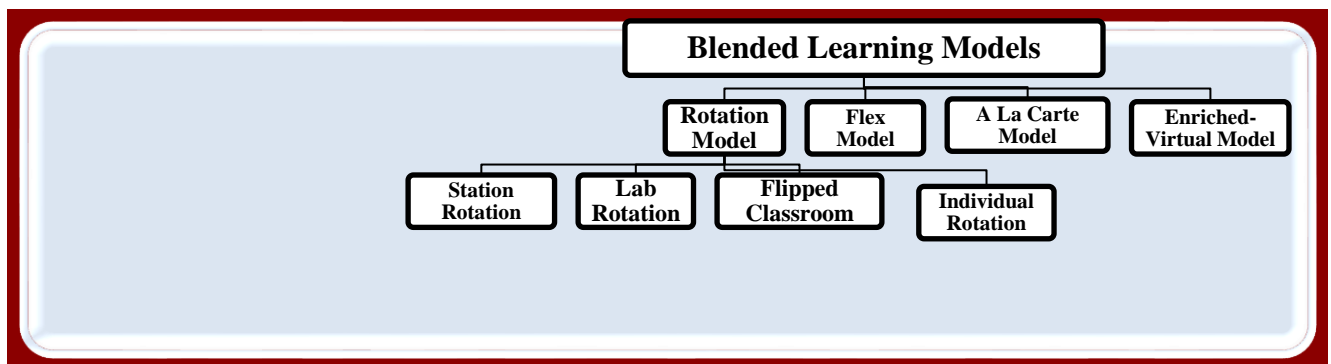 Blended Learning Models
Rotation
Model
Flex
Model
A La Carte
Model
Enriched-
Virtual Model
Station
Rotation
Lab
Rotation
Flipped
Classroom
Individual
Rotation